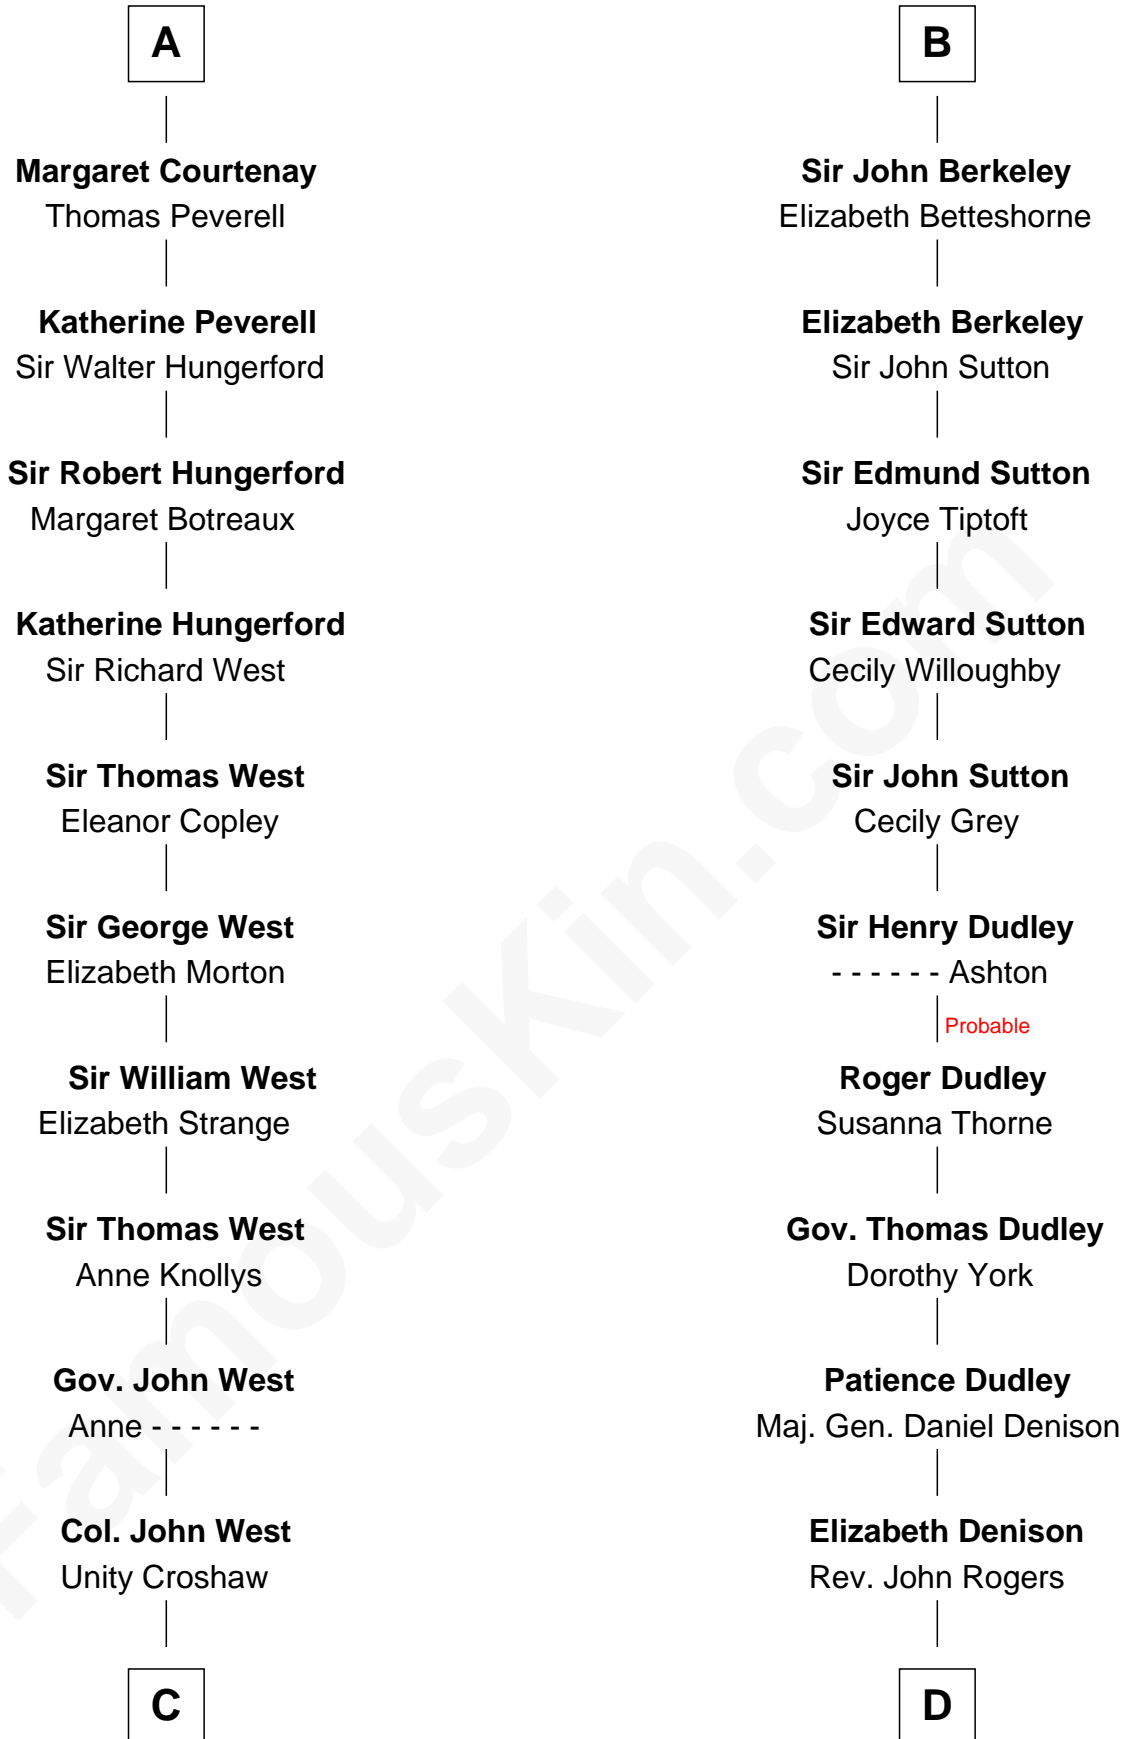 A
Margaret Courtenay
Thomas Peverell
Katherine Peverell
Sir Walter Hungerford
Sir Robert Hungerford
Margaret Botreaux
Katherine Hungerford
Sir Richard West
Sir Thomas West
Eleanor Copley
Sir George West
Elizabeth Morton
Sir William West
Elizabeth Strange
Sir Thomas West
Anne Knollys
Gov. John West
Anne - - - - - -
Col. John West
Unity Croshaw
C
B
Sir John Berkeley
Elizabeth Betteshorne
Elizabeth Berkeley
Sir John Sutton
Sir Edmund Sutton
Joyce Tiptoft
Sir Edward Sutton
Cecily Willoughby
Sir John Sutton
Cecily Grey
Sir Henry Dudley
- - - - - - Ashton
Probable
Roger Dudley
Susanna Thorne
Gov. Thomas Dudley
Dorothy York
Patience Dudley
Maj. Gen. Daniel Denison
Elizabeth Denison
Rev. John Rogers
D
FamousKin.com